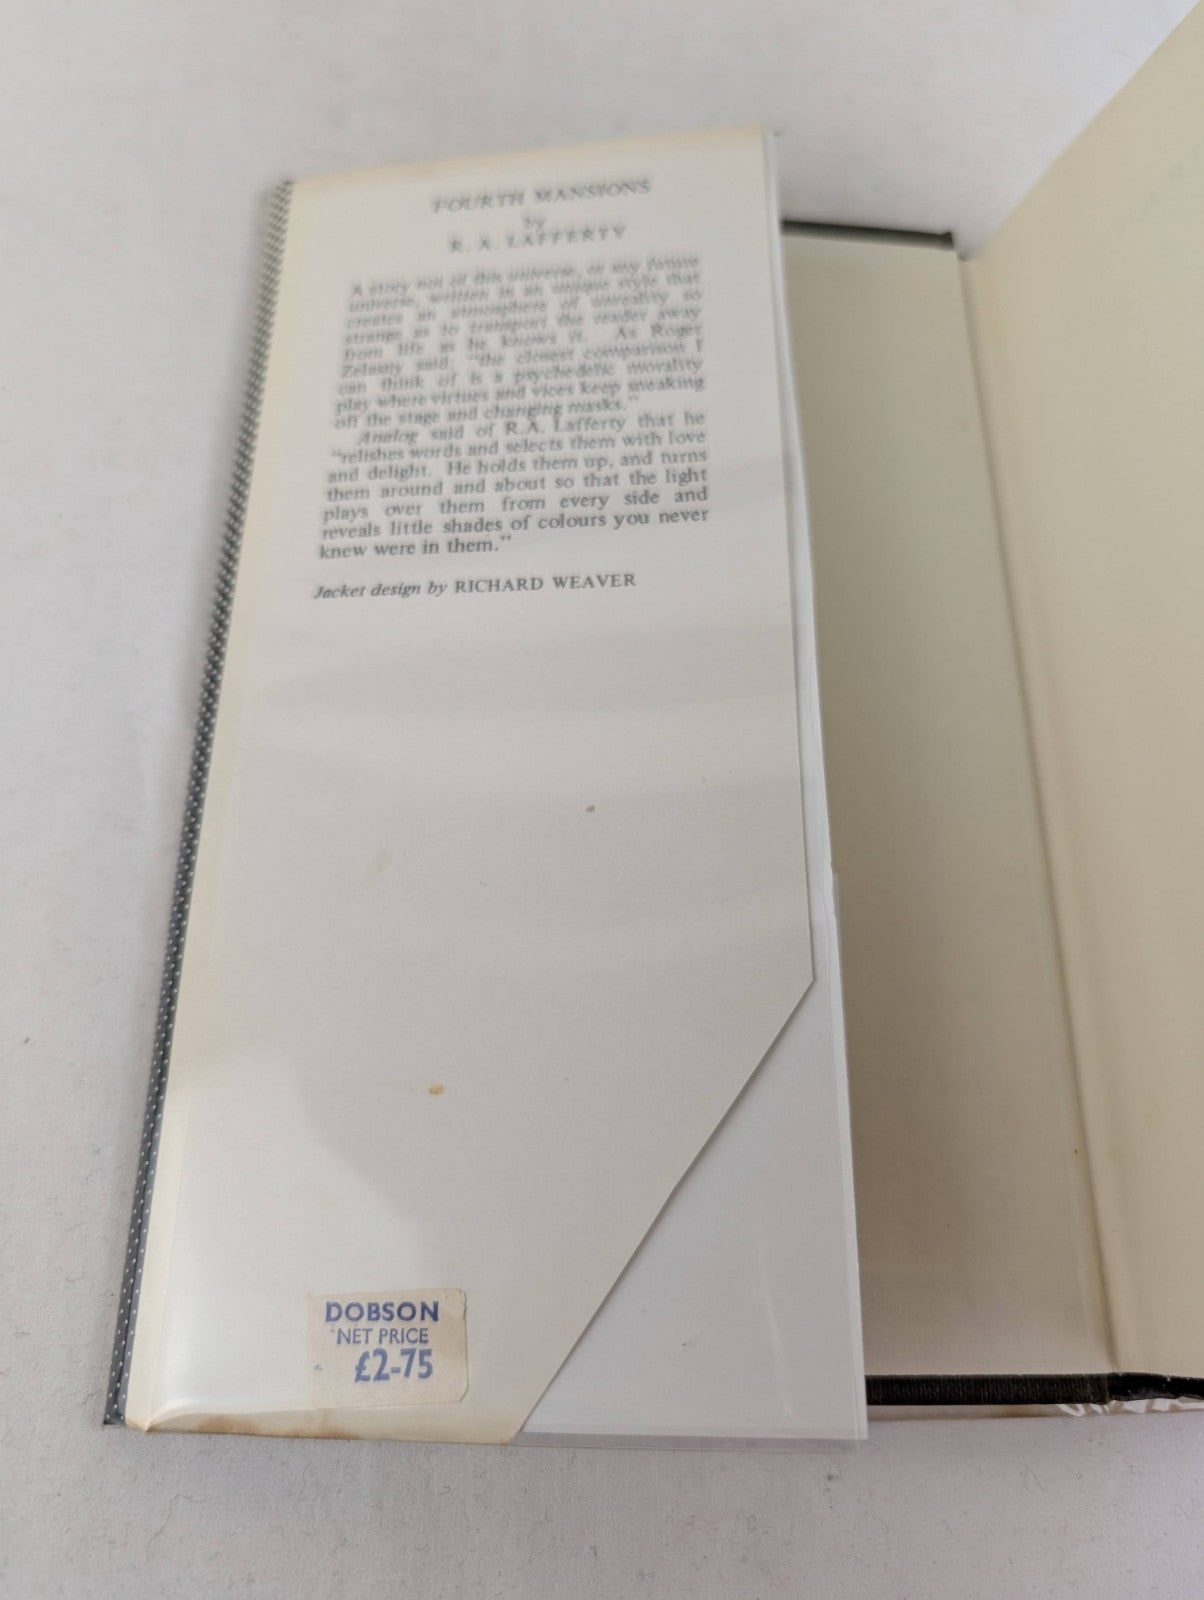 FOURTH MANSIONS
by
R. A. LAFFERTY
A story not of this universe, or any future
universe, written in an unique style that
creates an atmosphere of unreality so
strange as to transport the reader away
from life as he knows it. As Roger
Zelazny said: "the closest comparison I
can think of is a psychedelic morality
play where virtues and vices keep sneaking
off the stage and changing masks."
Analog said of R.A. Lafferty that he
"relishes words and selects them with love
and delight. He holds them up, and turns
them around and about so that the light
plays over them from every side and
reveals little shades of colours you never
knew were in them."
Jacket design by RICHARD WEAVER
DOBSON
NET PRICE
£2-75